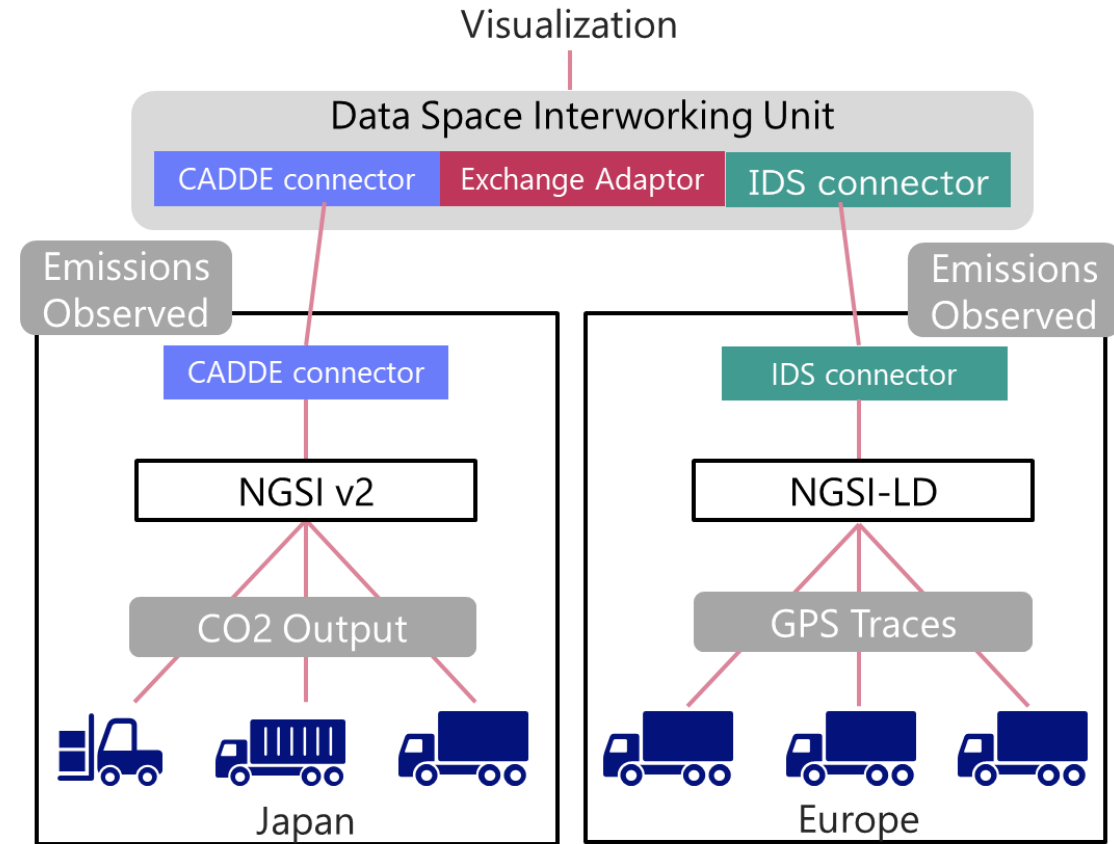 Visualization
Data Space Interworking Unit
CADDE connector
Exchange Adaptor
IDS connector
Emissions
Observed
Emissions
Observed
CADDE connector
IDS connector
NGSI v2
NGSI-LD
CO2 Output
GPS Traces
Japan
Europe